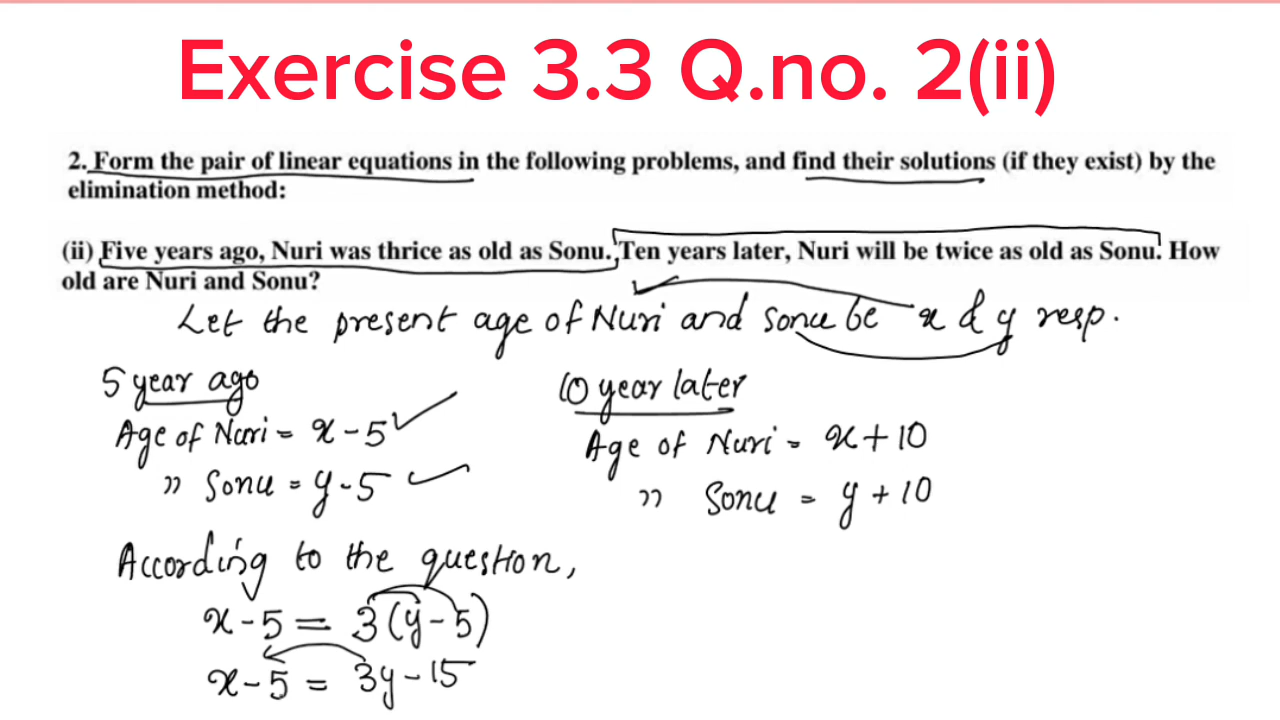 Exercise 3.3 Q.no. 2(ii)
2. Form the pair of linear equations in the following problems, and find their solutions (if they exist) by the
elimination method:
(ii) Five years ago, Nuri was thrice as old as Sonu. Ten years later, Nuri will be twice as old as Sonu. How
old are Nuri and Sonu?
Let the present age of Nuri and Sonu be x & y resp.
5 year ago
Age of Nuri = x - 5
" Sonu = y - 5
10 year later
Age of Nuri = x + 10
" Sonu = y + 10
According to the question,
x - 5 = 3(y - 5)
x - 5 = 3y - 15